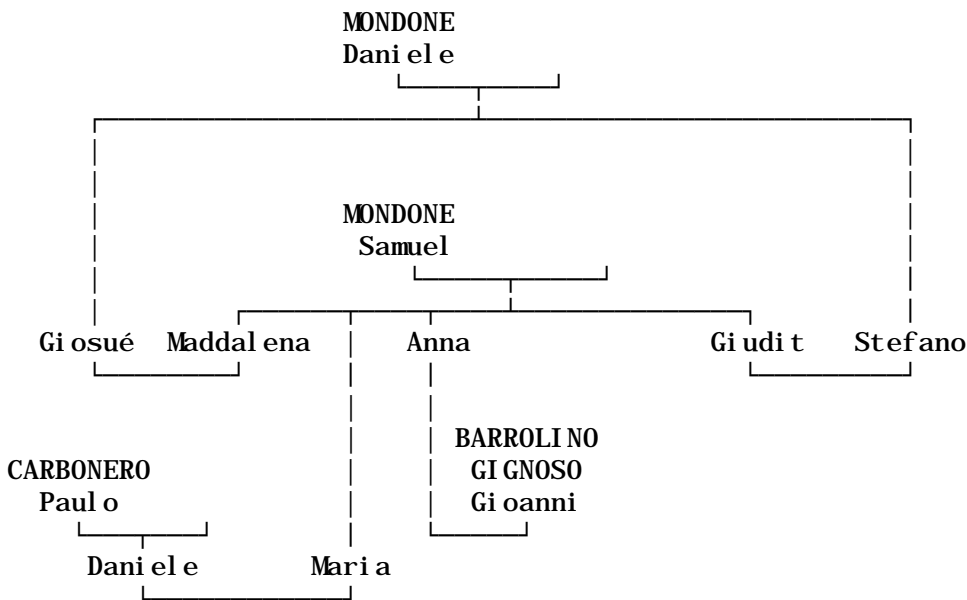 MONDONE
Daniele
MONDONE
Samuel
Giosué Maddalena Anna Giudit Stefano
BARROLINO
CARBONERO GIGNOSO
Paulo Gioanni
Daniele Maria